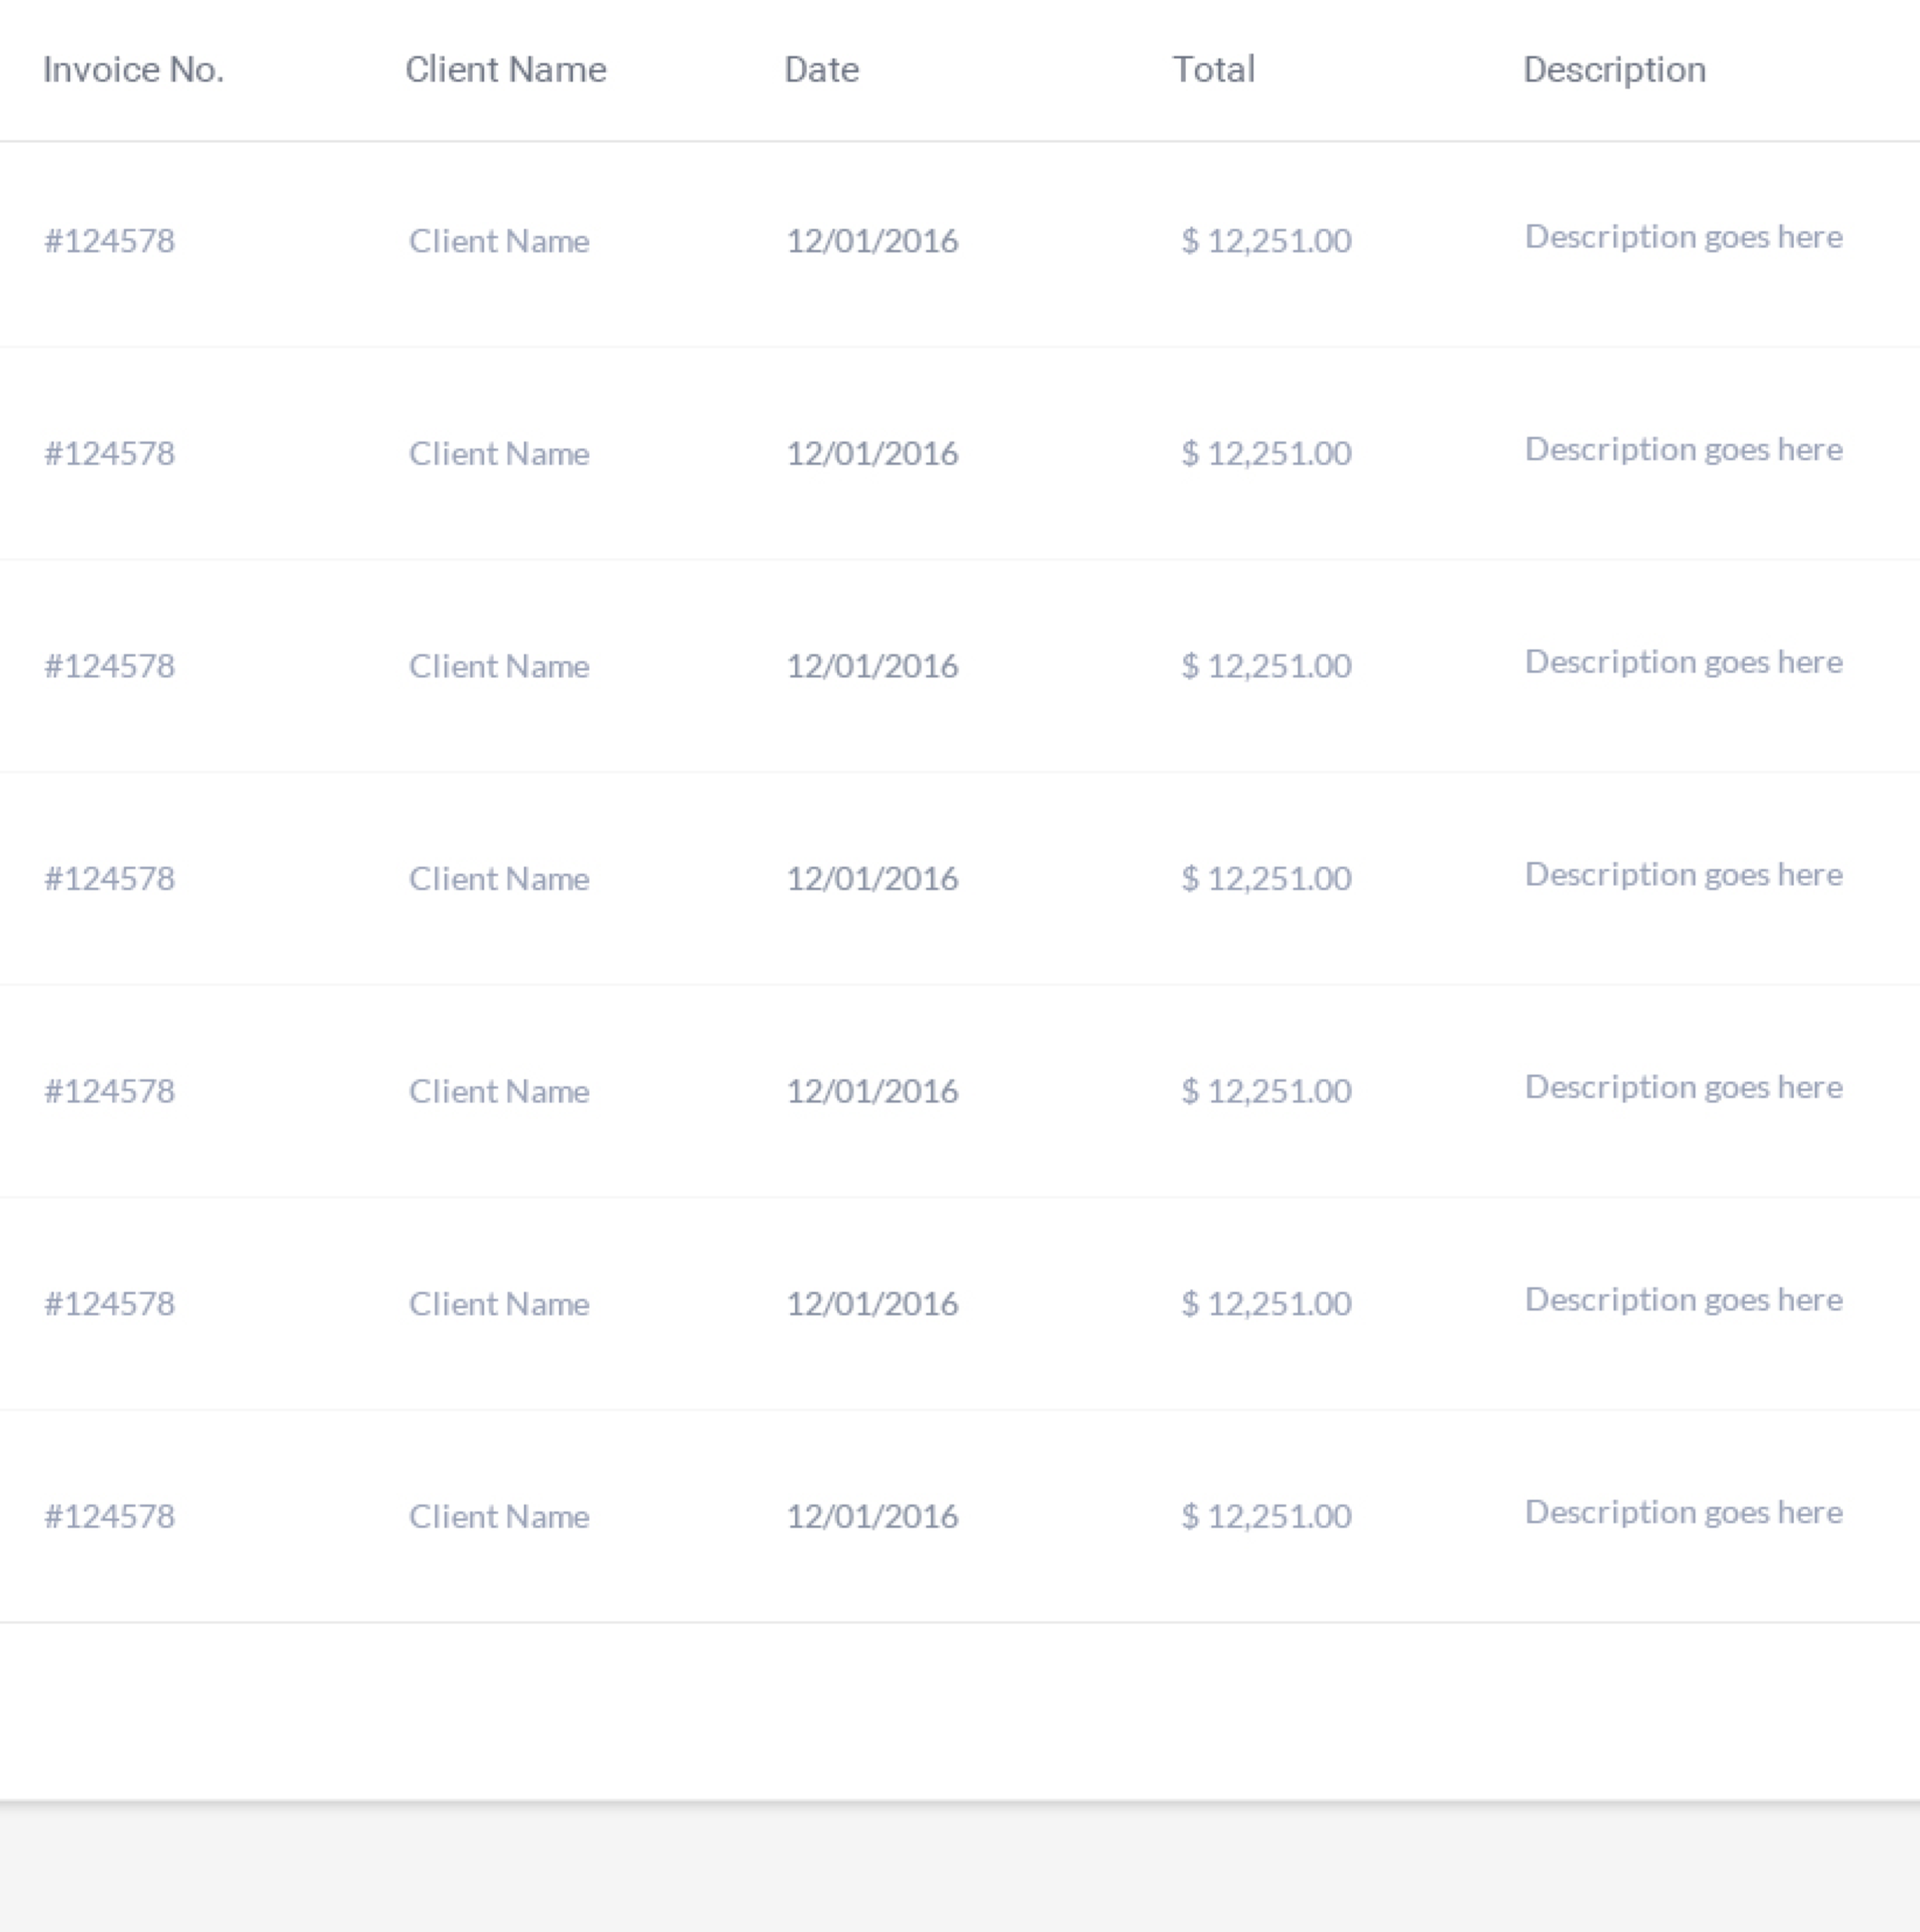 Invoice No. Client Name Date Total Description
#124578 Client Name 12/01/2016 $ 12,251.00 Description goes here
#124578 Client Name 12/01/2016 $ 12,251.00 Description goes here
#124578 Client Name 12/01/2016 $ 12,251.00 Description goes here
#124578 Client Name 12/01/2016 $ 12,251.00 Description goes here
#124578 Client Name 12/01/2016 $ 12,251.00 Description goes here
#124578 Client Name 12/01/2016 $ 12,251.00 Description goes here
#124578 Client Name 12/01/2016 $ 12,251.00 Description goes here